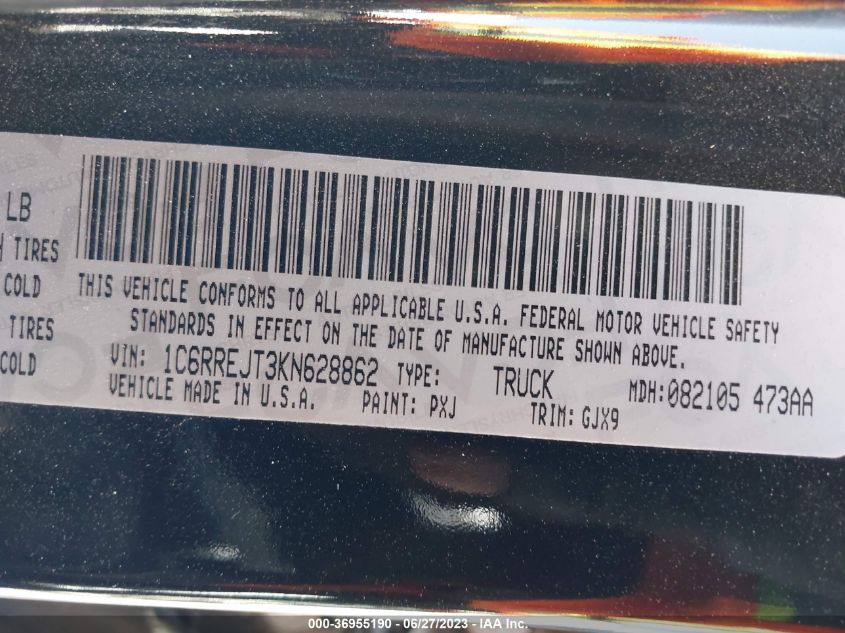 LB
TIRES
COLD
TIRES
COLD
THIS VEHICLE CONFORMS TO ALL APPLICABLE U.S.A. FEDERAL MOTOR VEHICLE SAFETY
STANDARDS IN EFFECT ON THE DATE OF MANUFACTURE SHOWN ABOVE.
VIN: 1C6RREJT3KN628862 TYPE: TRUCK MDH:082105 473AA
VEHICLE MADE IN U.S.A. PAINT: PXJ TRIM: GJX9
000-36955190 - 06/27/2023 - © IAA Inc.